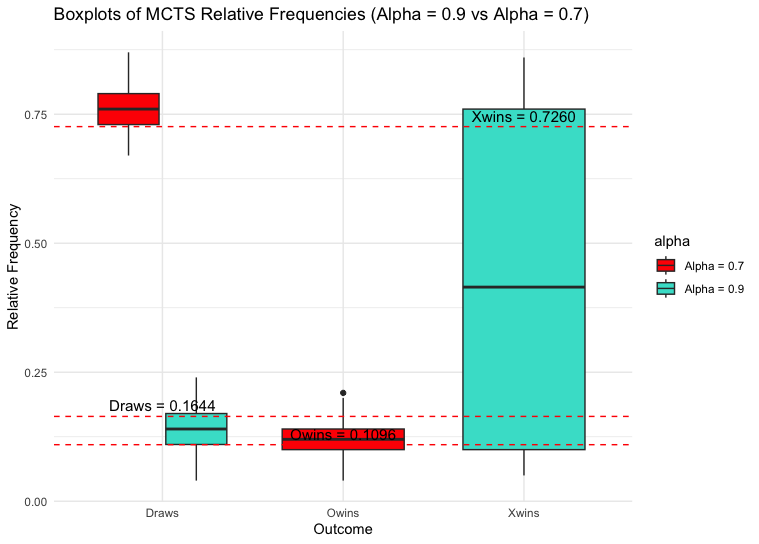 Boxplots of MCTS Relative Frequencies (Alpha = 0.9 vs Alpha = 0.7)
Relative Frequency
0.75
0.50
0.25
0.00
Xwins = 0.7260
Draws = 0.1644
Owins = 0.1096
Draws
Owins
Xwins
Outcome
alpha
Alpha = 0.7
Alpha = 0.9